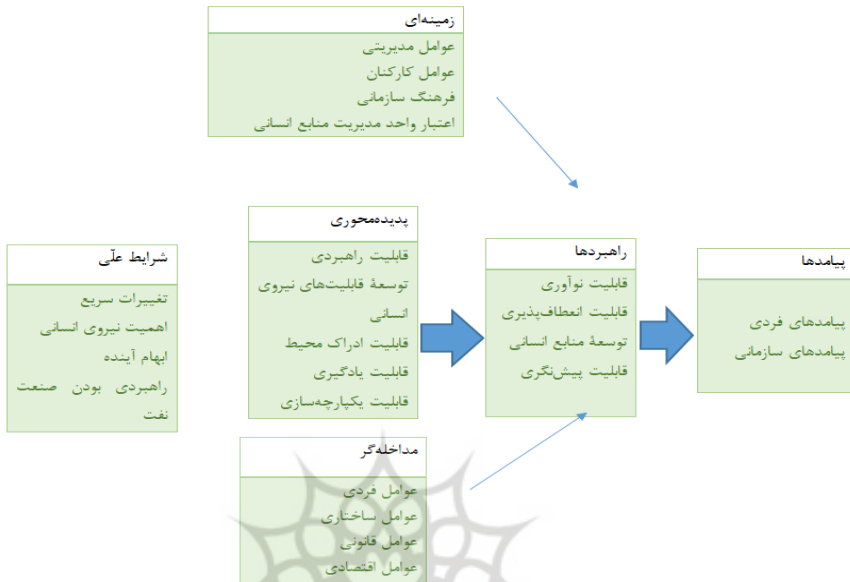 زمینه‌ای
عوامل مدیریتی
عوامل کارکنان
فرهنگ سازمانی
اعتبار واحد مدیریت منابع انسانی
شرایط علّی
تغییرات سریع
اهمیت نیروی انسانی
ابهام آینده
راهبردی بودن صنعت
نفت
پدیده‌محوری
قابلیت راهبردی
توسعهٔ قابلیت‌های نیروی
انسانی
قابلیت ادراک محیط
قابلیت یادگیری
قابلیت یکپارچه‌سازی
راهبردها
قابلیت نوآوری
قابلیت انعطاف‌پذیری
توسعهٔ منابع انسانی
قابلیت پیش‌نگری
پیامدها
پیامدهای فردی
پیامدهای سازمانی
مداخله‌گر
عوامل فردی
عوامل ساختاری
عوامل قانونی
عوامل اقتصادی